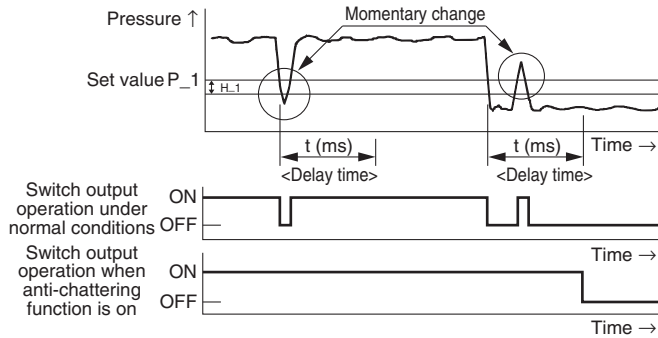 Pressure ↑
Momentary change
Set value P_1
H_1
t (ms)
t (ms)
Time →
<Delay time>
<Delay time>
Switch output
operation under
normal conditions
ON
OFF
Time →
Switch output
operation when
anti-chattering
function is on
ON
OFF
Time →